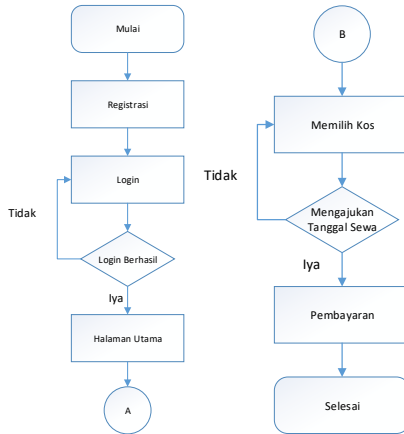 Mulai
Registrasi
Login
Tidak
Login Berhasil
Iya
Halaman Utama
A
B
Memilih Kos
Tidak
Mengajukan
Tanggal Sewa
Iya
Pembayaran
Selesai